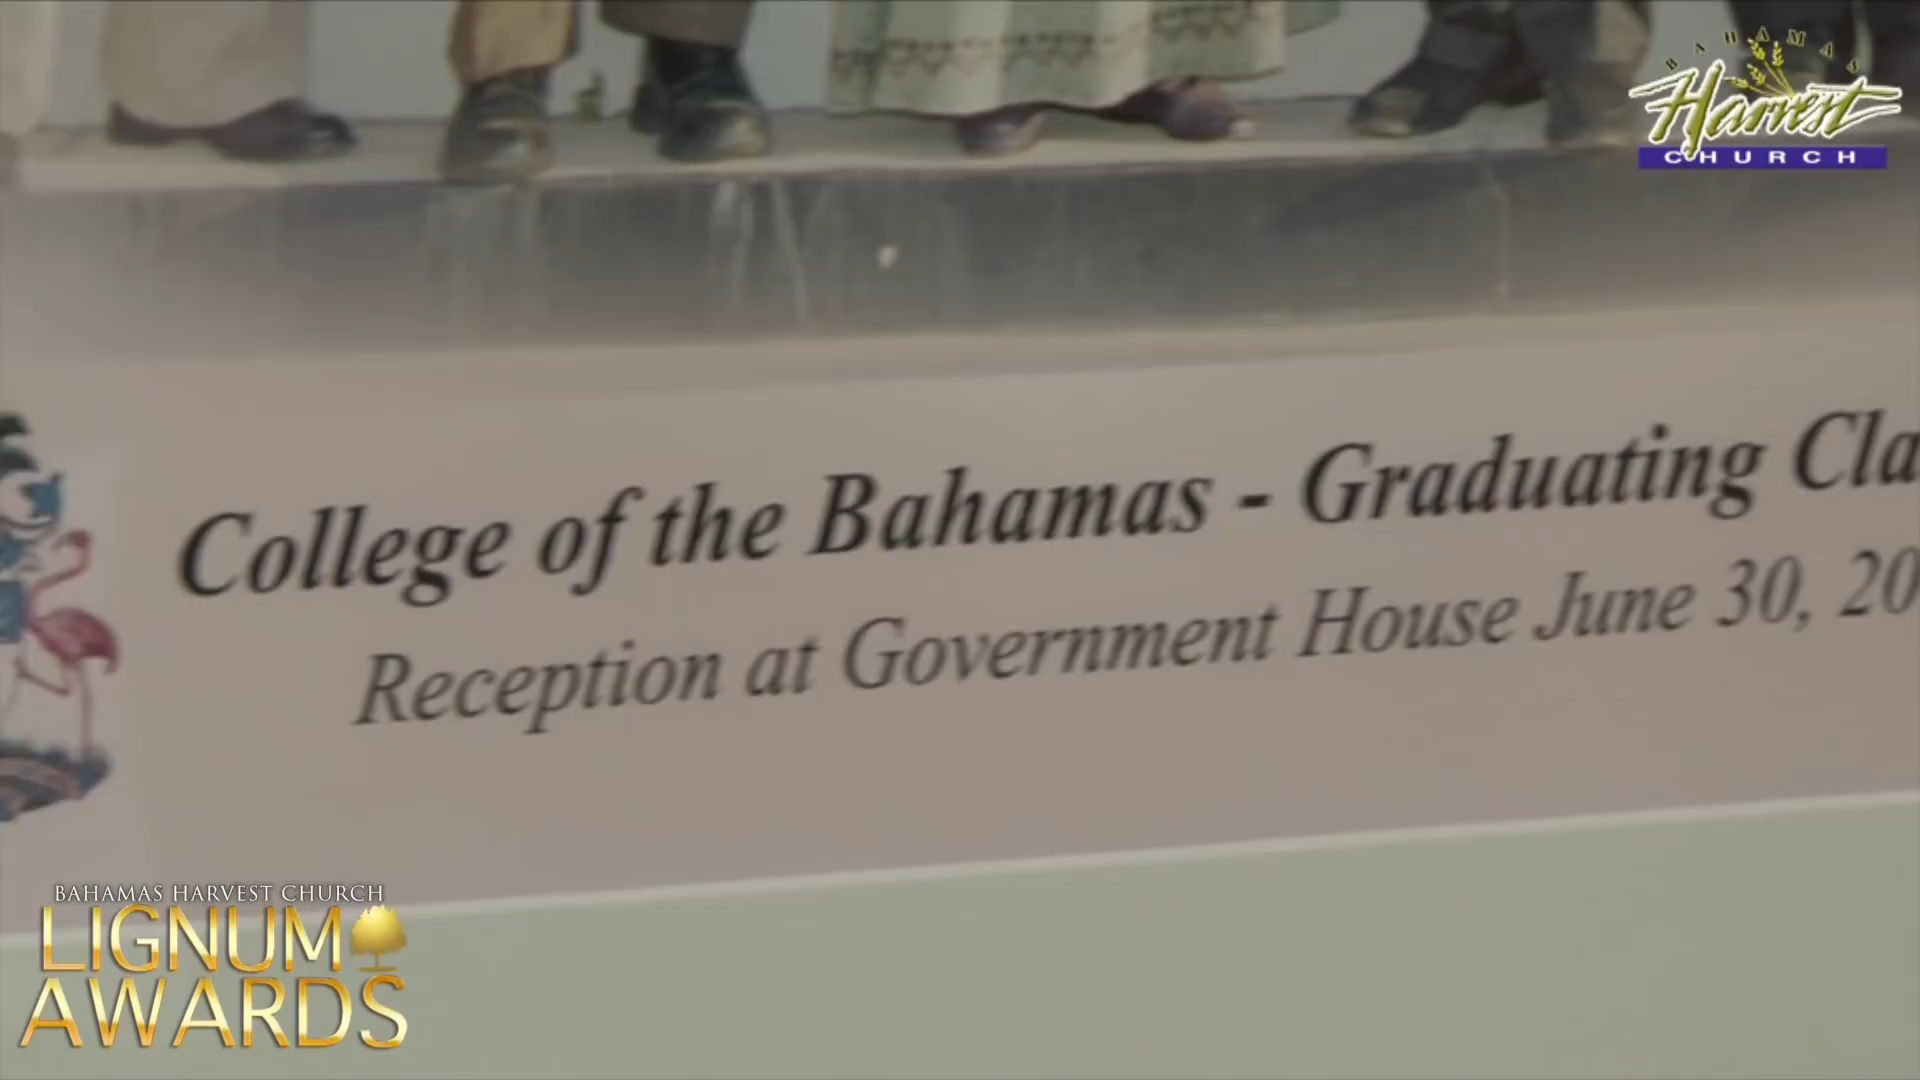 BAHAMAS
Harvest
CHURCH
College of the Bahamas - Graduating Cla
Reception at Government House June 30, 20
BAHAMAS HARVEST CHURCH
LIGNUM
AWARDS